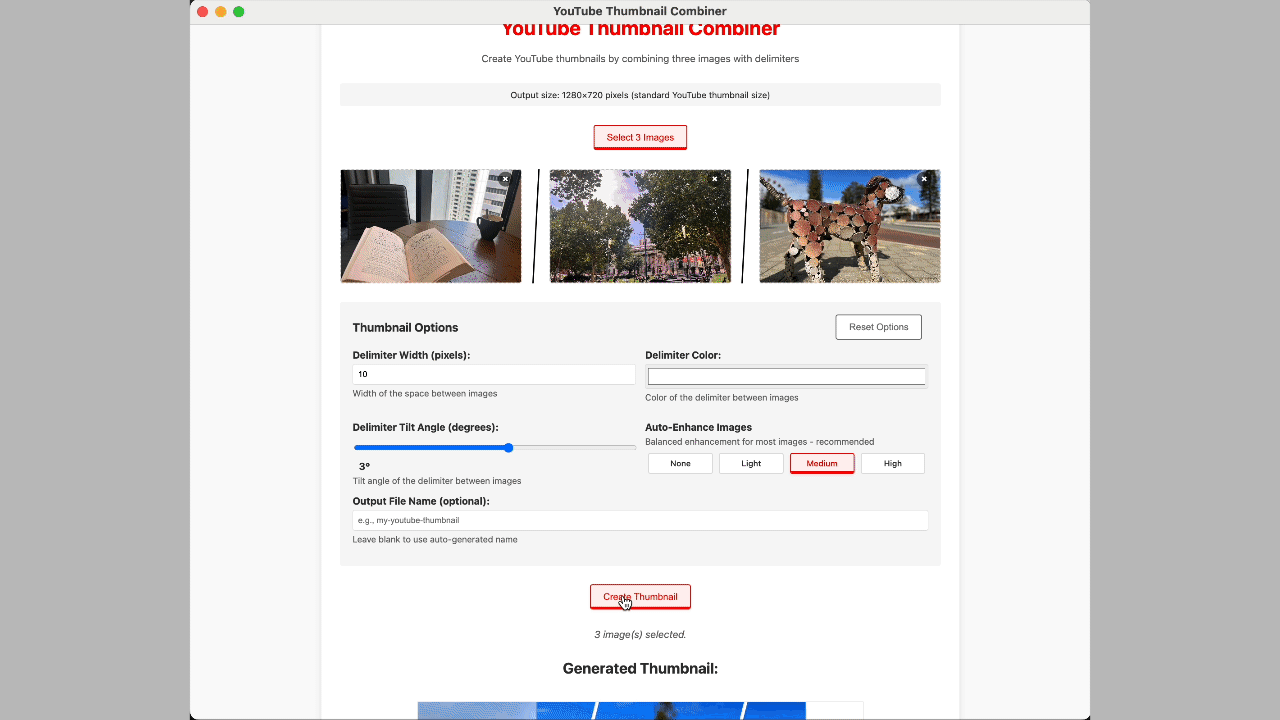 YouTube Thumbnail Combiner
YouTube Thumbnail Combiner
Create YouTube thumbnails by combining three images with delimiters
Output size: 1280×720 pixels (standard YouTube thumbnail size)
Select 3 Images
Thumbnail Options
Reset Options
Delimiter Width (pixels):
10
Width of the space between images
Delimiter Color:
Color of the delimiter between images
Delimiter Tilt Angle (degrees):
3°
Tilt angle of the delimiter between images
Auto-Enhance Images
Balanced enhancement for most images - recommended
None
Light
Medium
High
Output File Name (optional):
e.g., my-youtube-thumbnail
Leave blank to use auto-generated name
Create Thumbnail
3 image(s) selected.
Generated Thumbnail: